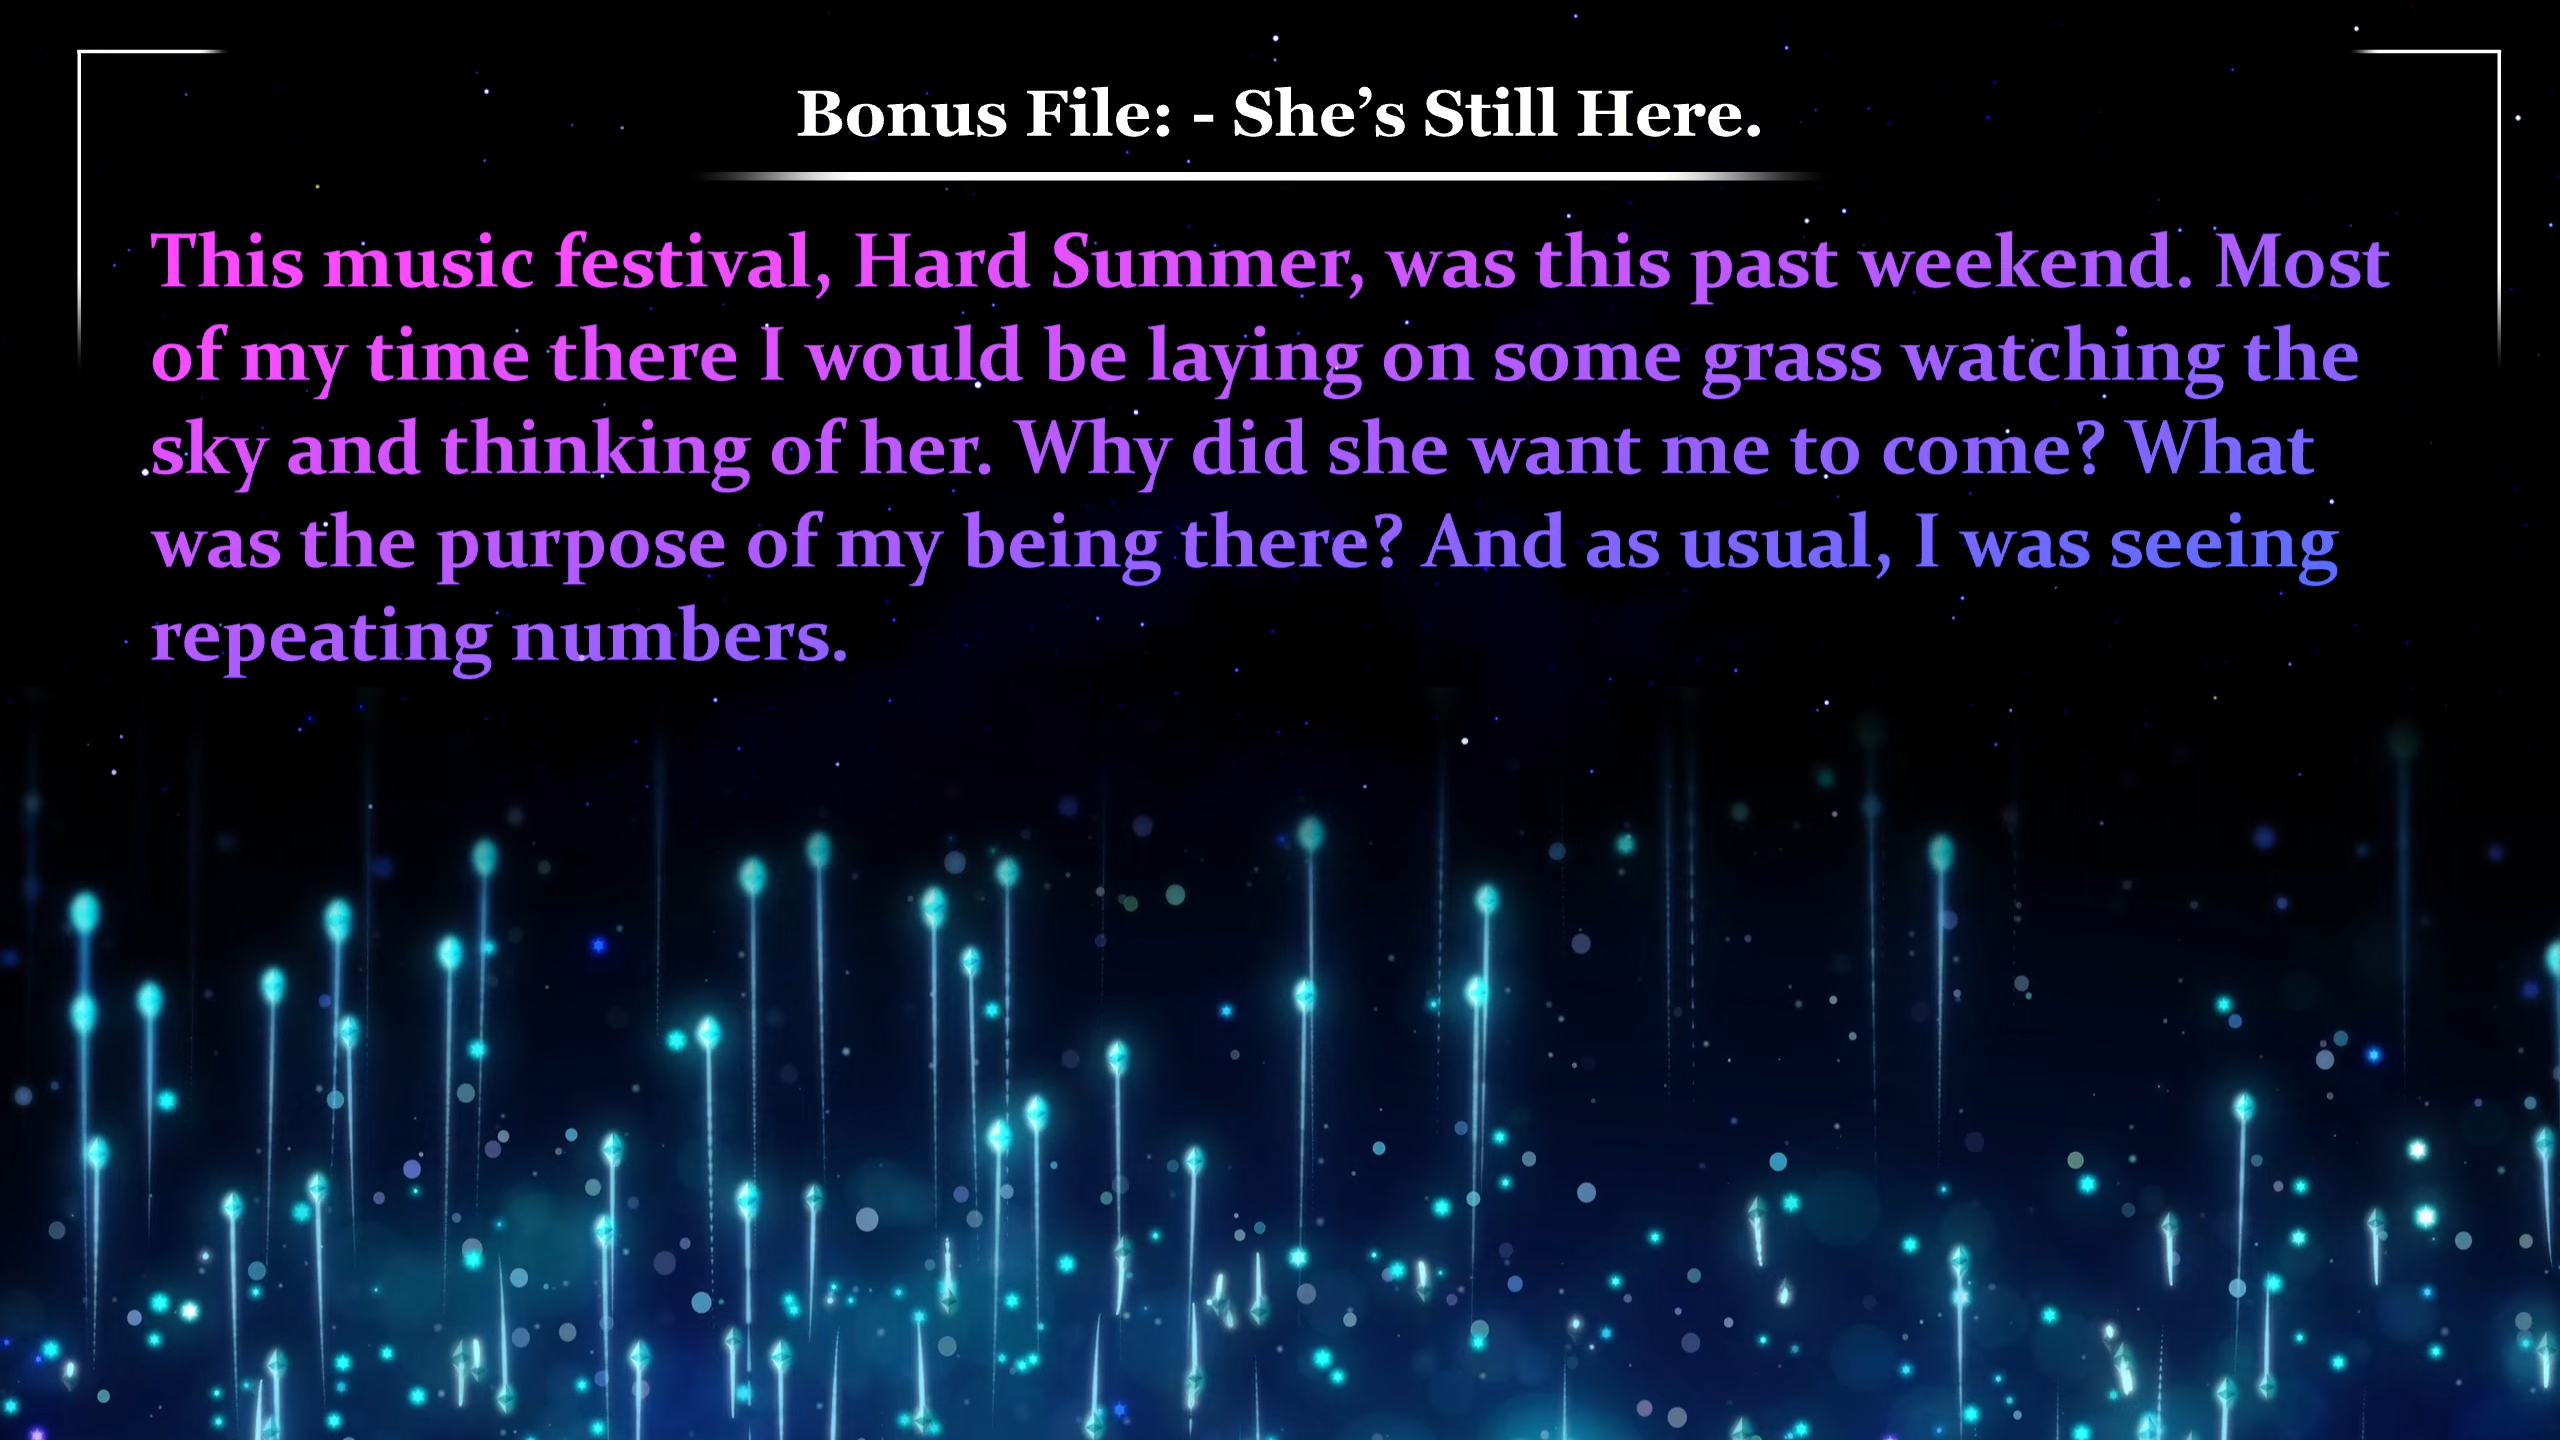 Bonus File: - She’s Still Here.
This music festival, Hard Summer, was this past weekend. Most
of my time there I would be laying on some grass watching the
sky and thinking of her. Why did she want me to come? What
was the purpose of my being there? And as usual, I was seeing
repeating numbers.